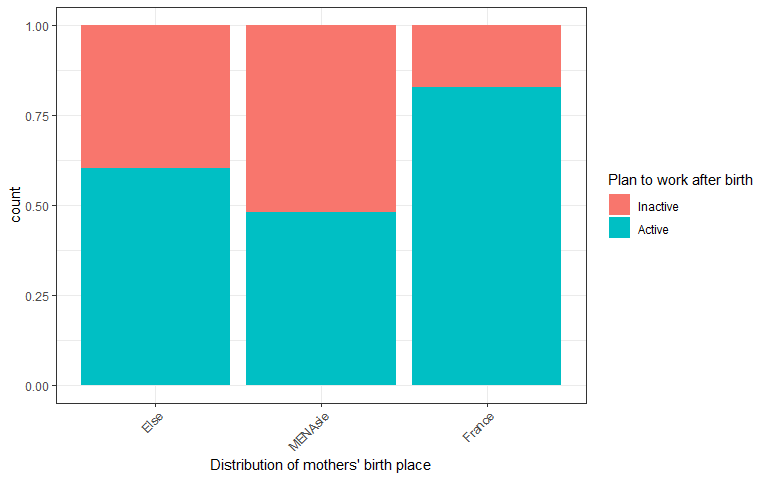 1.00
0.75
0.50
0.25
0.00
count
Else
MENAsie
France
Distribution of mothers' birth place
Plan to work after birth
Inactive
Active